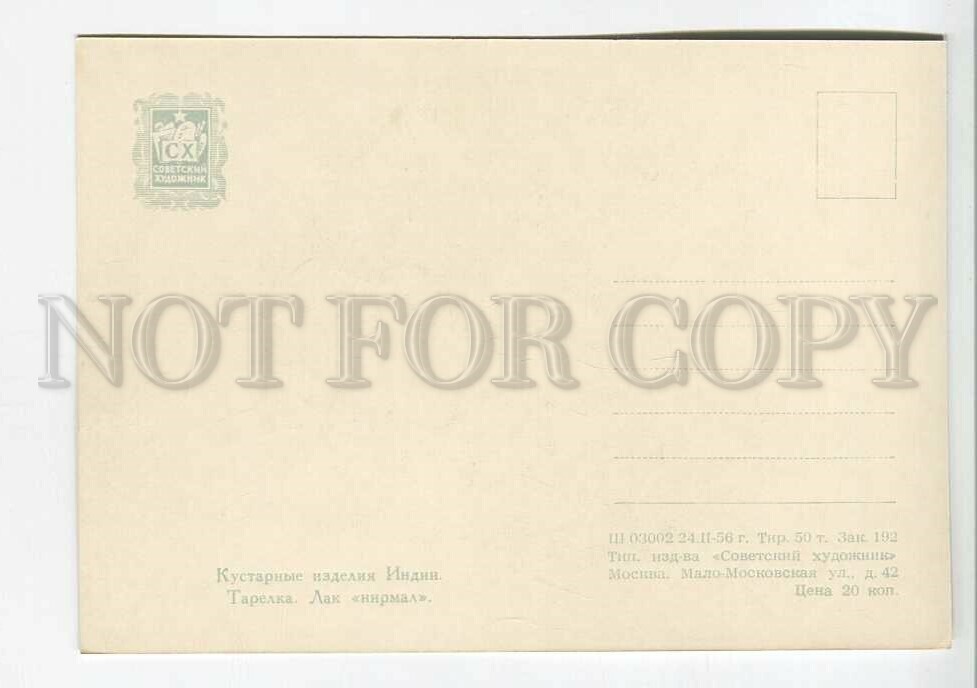 СХ
СОВЕТСКИЙ
ХУДОЖНИК
NOT FOR COPY
Кустарные изделия Индии.
Тарелка. Лак «нирмал».
Ш 03002 24.II-56 г. Тир. 50 т. Зак. 192
Тип. изд-ва «Советский художник»
Москва. Мало-Московская ул., д. 42
Цена 20 коп.